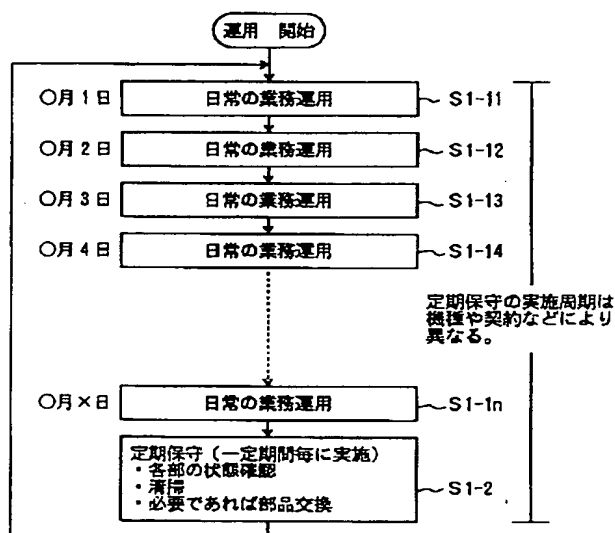 運用 開始
○月1日 日常の業務運用 S1-11
○月2日 日常の業務運用 S1-12
○月3日 日常の業務運用 S1-13
○月4日 日常の業務運用 S1-14
定期保守の実施周期は
機種や契約などにより
異なる。
○月×日 日常の業務運用 S1-1n
定期保守（一定期間毎に実施）
・各部の状態確認
・清掃
・必要であれば部品交換
S1-2